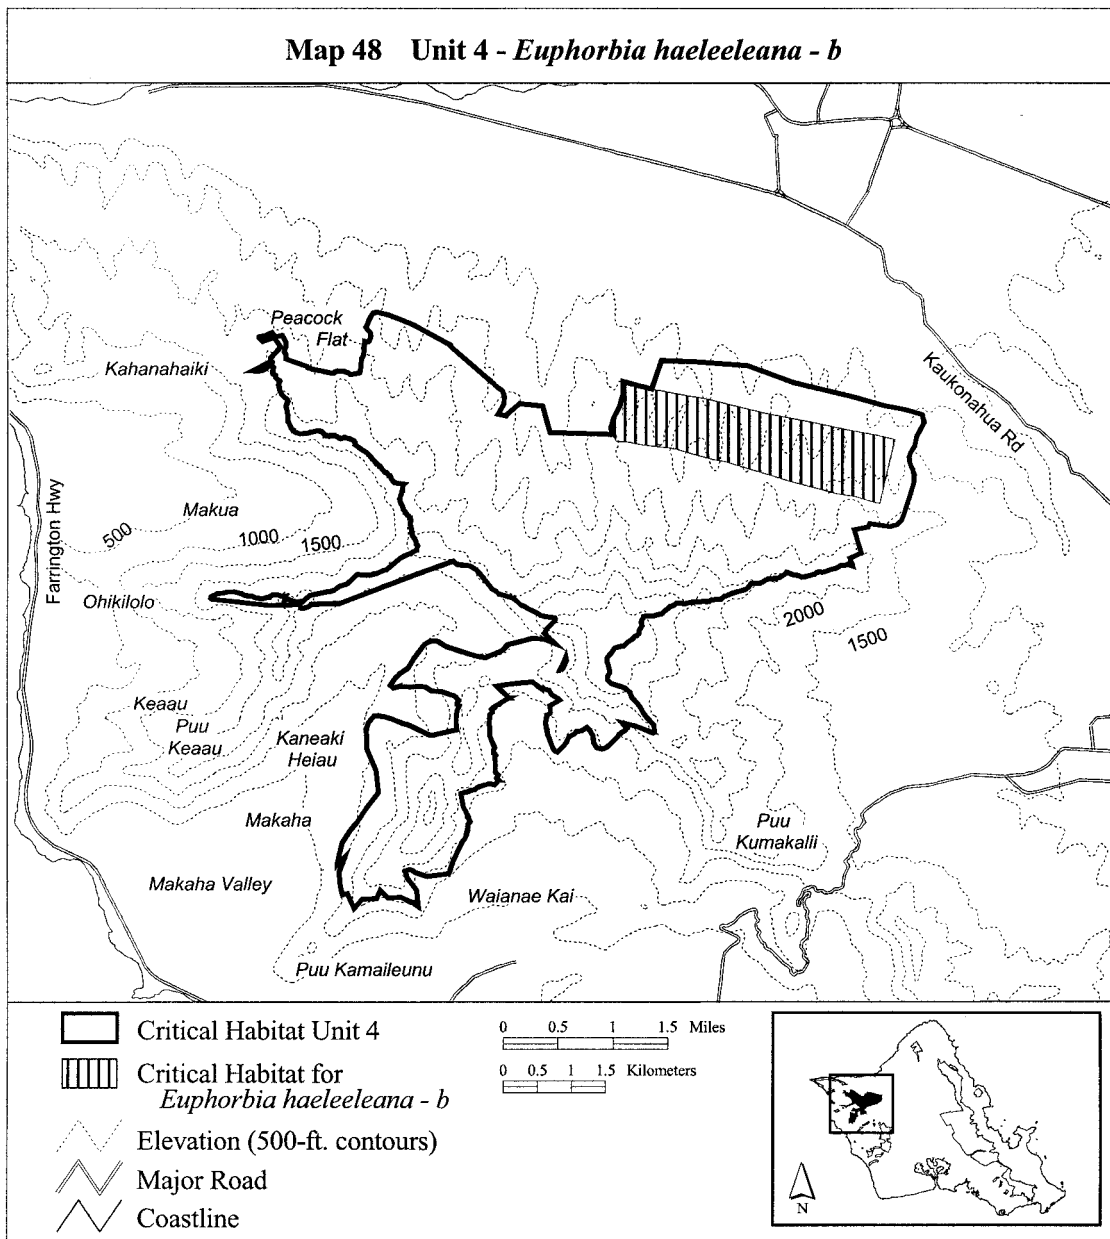 Map 48 Unit 4 - Euphorbia haeleeleana - b
Peacock
Flat
Kahanahaiki
Kaukonahua Rd
Farrington Hwy
Makua
500
1000
1500
Ohikilolo
2000
1500
Keaau
Puu
Keaau
Kaneaki
Heiau
Makaha
Puu
Kumakalli
Makaha Valley
Waianae Kai
Puu Kamaileunu
Critical Habitat Unit 4
Critical Habitat for
Euphorbia haeleeleana - b
Elevation (500-ft. contours)
Major Road
Coastline
0 0.5 1 1.5 Miles
0 0.5 1 1.5 Kilometers
N